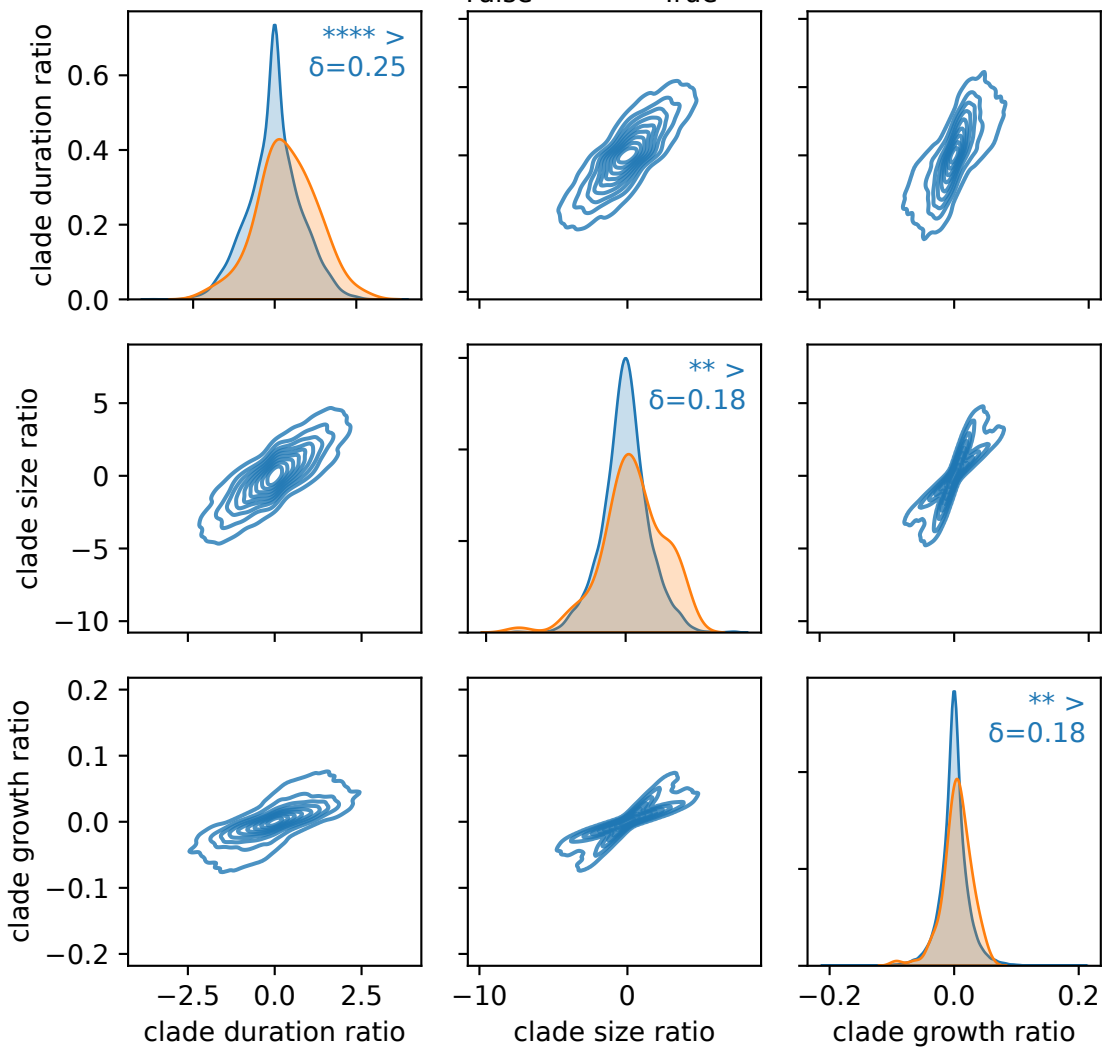 True
clade duration ratio
0.6
0.4
0.2
0.0
**** >
δ=0.25
clade size ratio
5
0
−5
−10
** >
δ=0.18
clade growth ratio
0.2
0.1
0.0
−0.1
−0.2
** >
δ=0.18
−2.5 0.0 2.5
−10 0
−0.2 0.0 0.2
clade duration ratio
clade size ratio
clade growth ratio